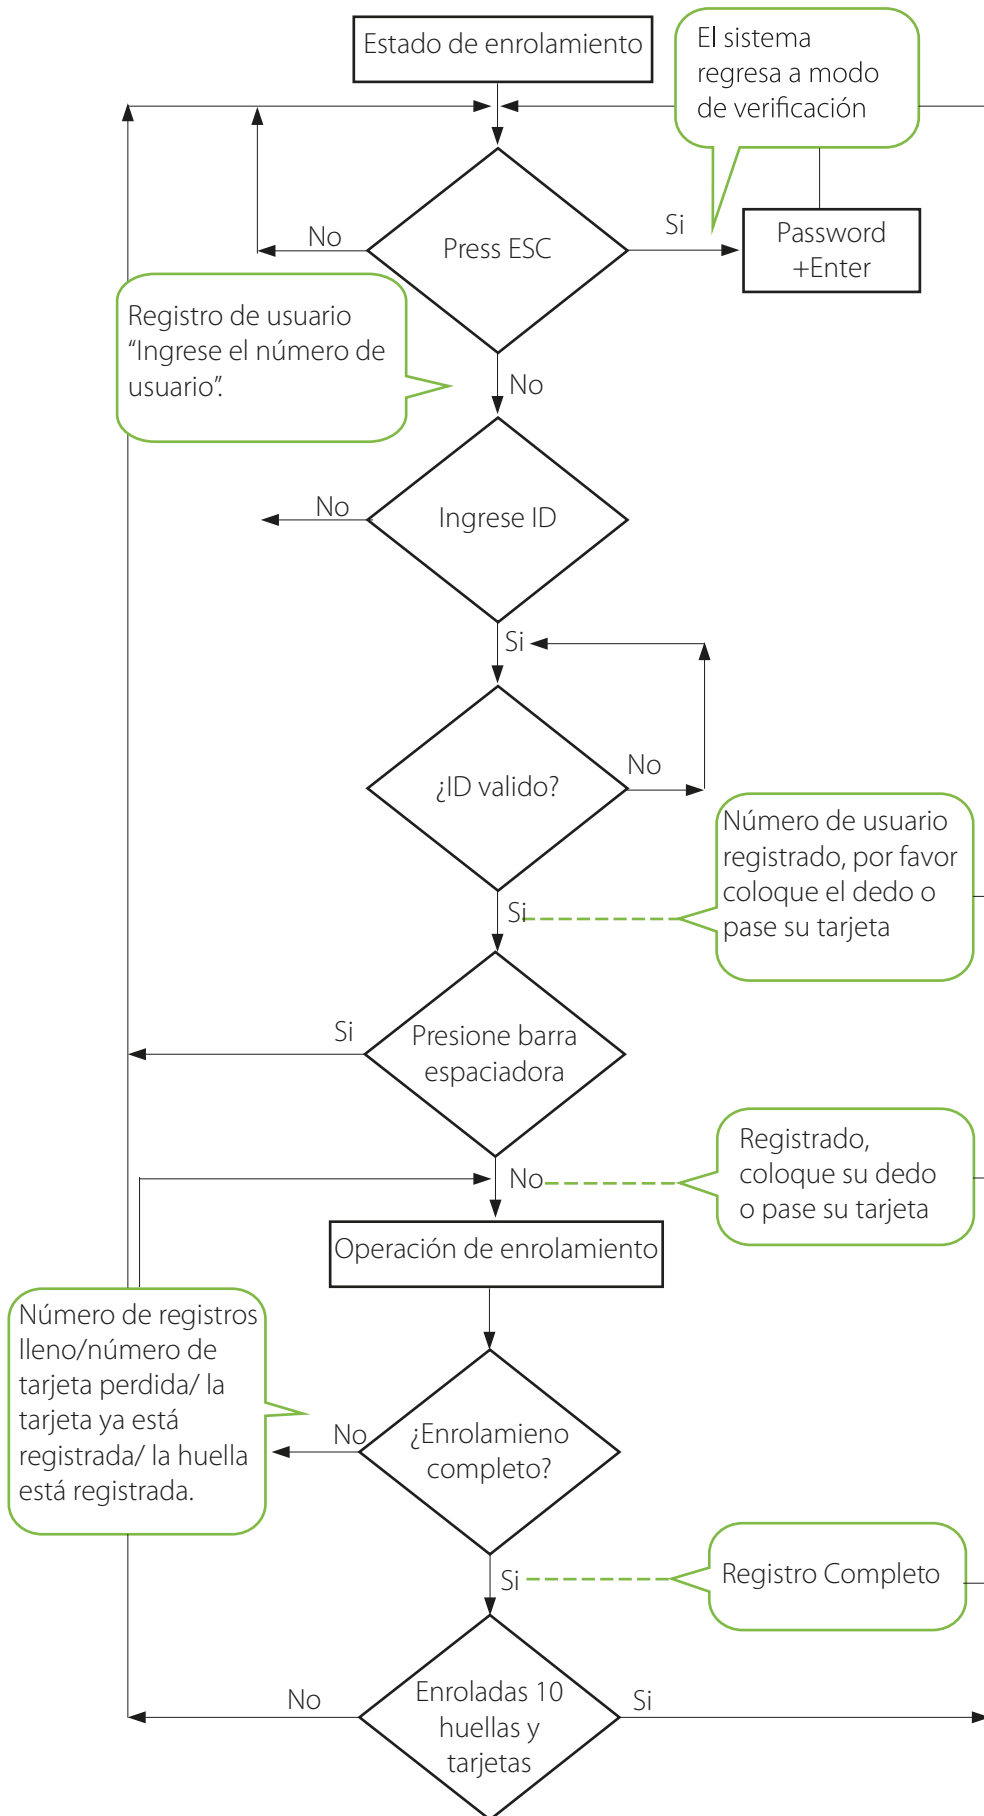 Estado de enrolamiento
El sistema
regresa a modo
de verificación
No
Press ESC
Si
Password
+Enter
Registro de usuario
“Ingrese el número de
usuario”.
No
No
Ingrese ID
Si
¿ID valido?
No
Número de usuario
registrado, por favor
coloque el dedo o
pase su tarjeta
Si
Si
Presione barra
espaciadora
Registrado,
coloque su dedo
o pase su tarjeta
No
Operación de enrolamiento
Número de registros
lleno/número de
tarjeta perdida/ la
tarjeta ya está
registrada/ la huella
está registrada.
No
¿Enrolamieno
completo?
Si
Registro Completo
No
Enroladas 10
huellas y
tarjetas
Si